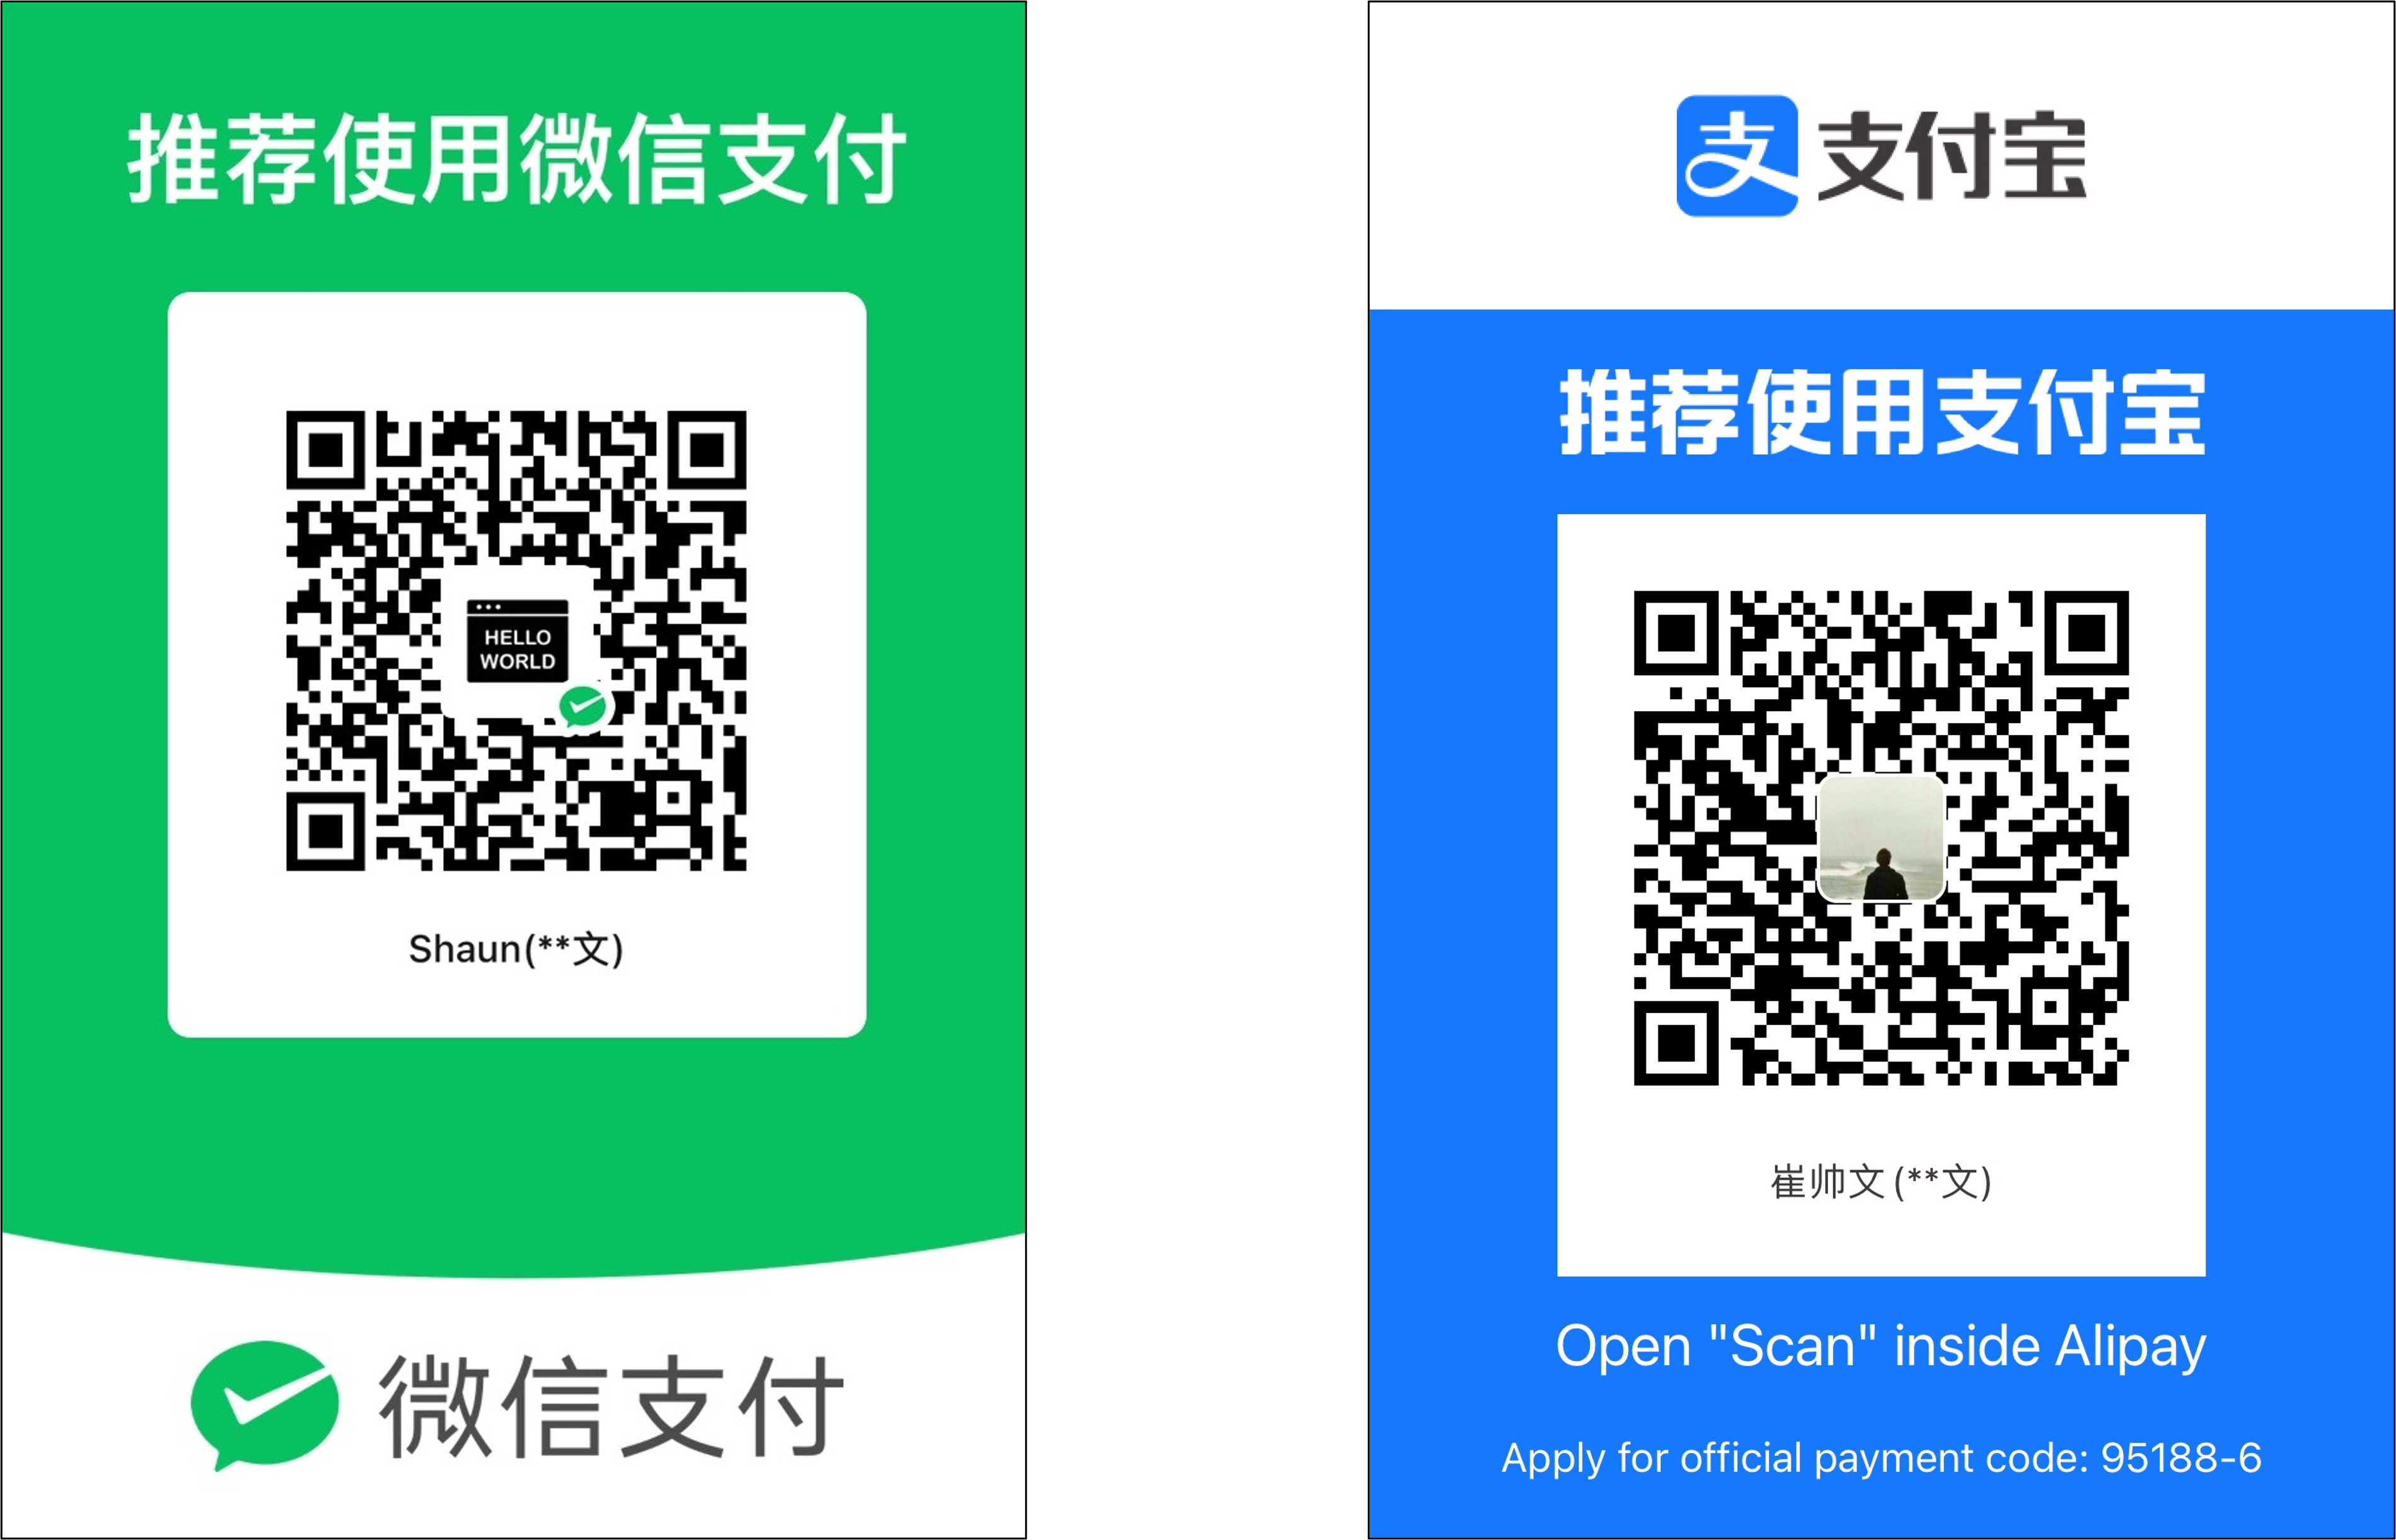 推荐使用微信支付
HELLO
WORLD
Shaun(**文)
微信支付
支 支付宝
推荐使用支付宝
崔帅文(**文)
Open "Scan" inside Alipay
Apply for official payment code: 95188-6